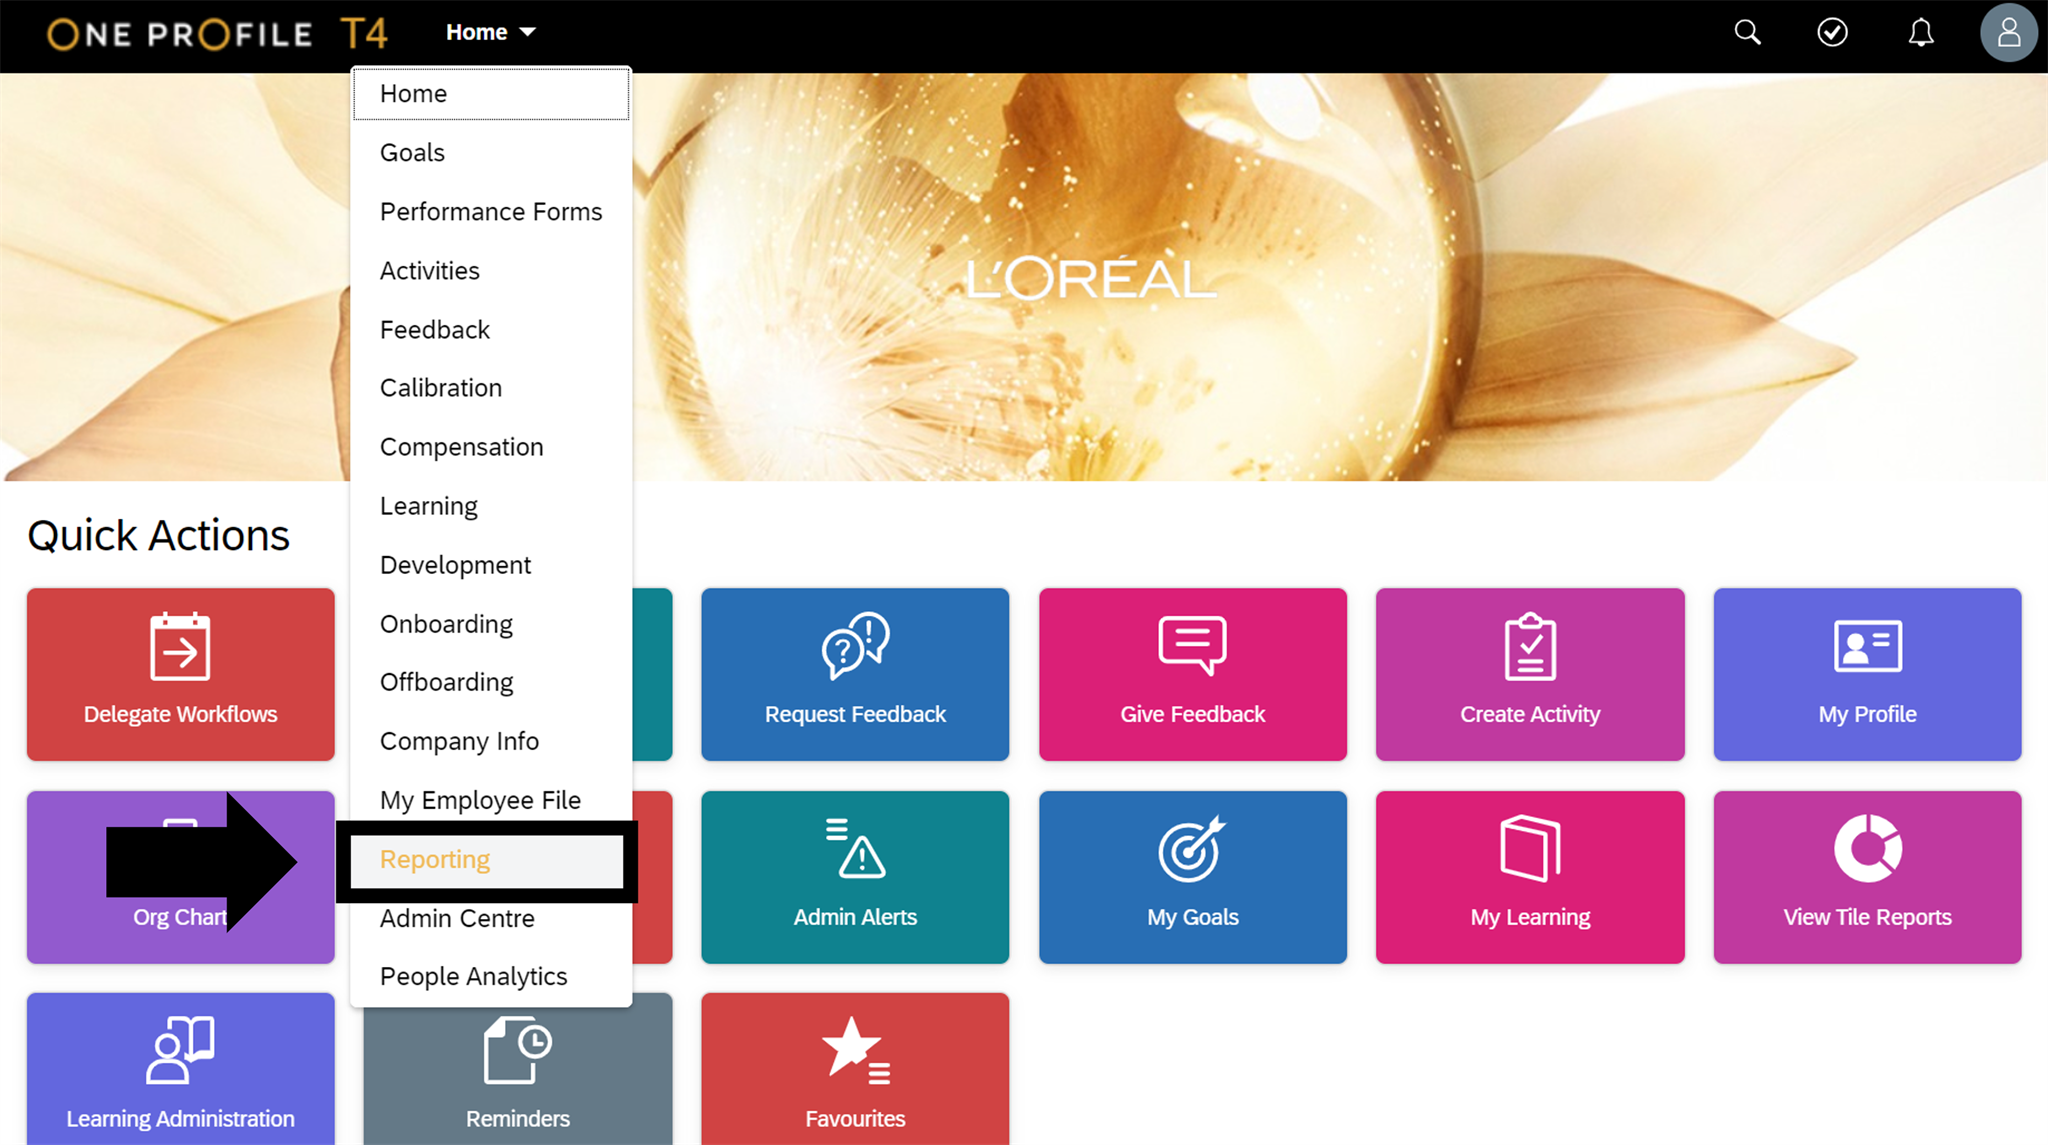 ONE PROFILE T4
Home
Home
Goals
Performance Forms
Activities
Feedback
Calibration
Compensation
Learning
Development
Onboarding
Offboarding
Company Info
My Employee File
Reporting
Admin Centre
People Analytics
L'ORÉAL
Quick Actions
Delegate Workflows
Request Feedback
Give Feedback
Create Activity
My Profile
Org Chart
Admin Alerts
My Goals
My Learning
View Tile Reports
Learning Administration
Reminders
Favourites